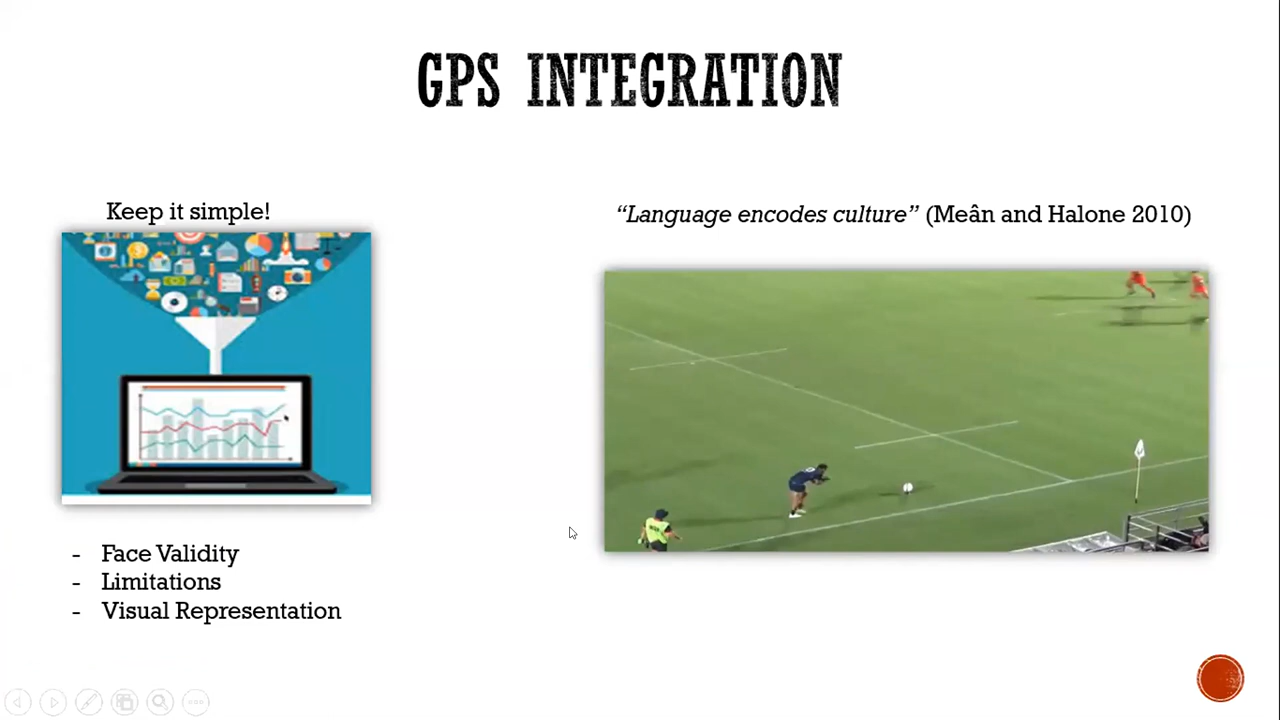 GPS INTEGRATION
Keep it simple!
“Language encodes culture” (Meân and Halone 2010)
- Face Validity
- Limitations
- Visual Representation